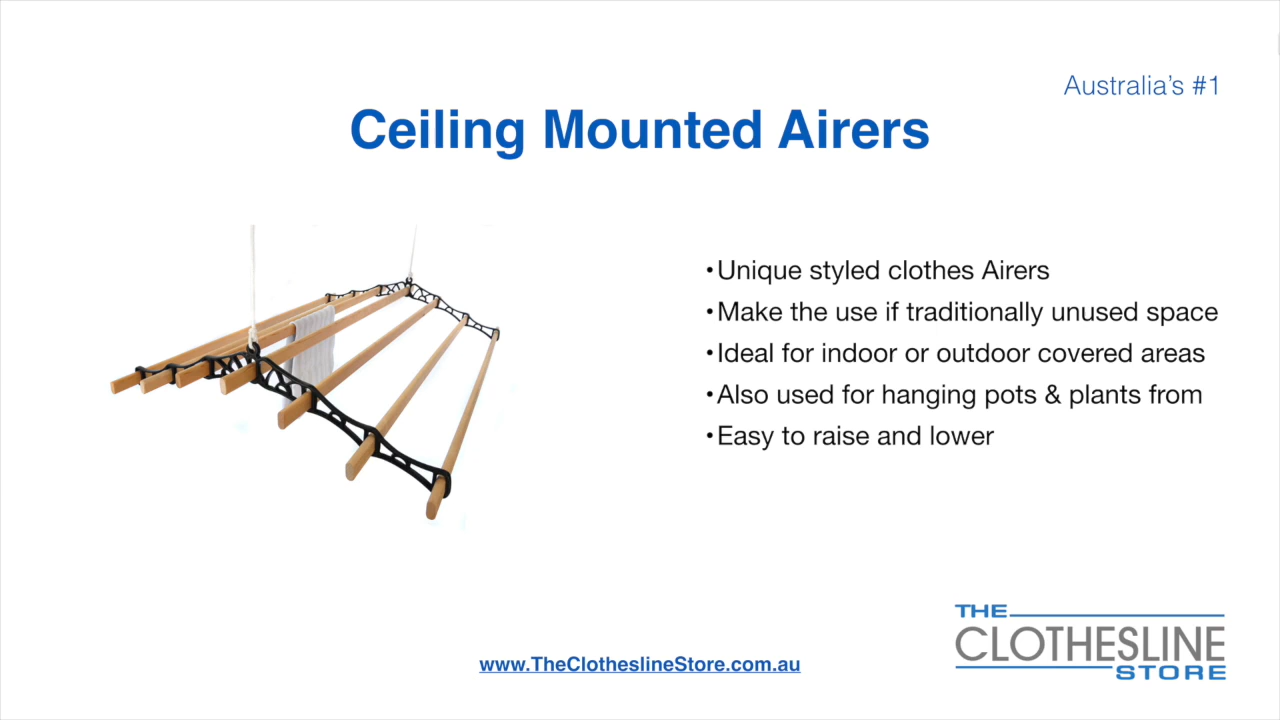 Australia's #1
Ceiling Mounted Airers
•Unique styled clothes Airers
•Make the use if traditionally unused space
•Ideal for indoor or outdoor covered areas
•Also used for hanging pots & plants from
•Easy to raise and lower
www.TheClotheslineStore.com.au
THE
CLOTHESLINE
STORE